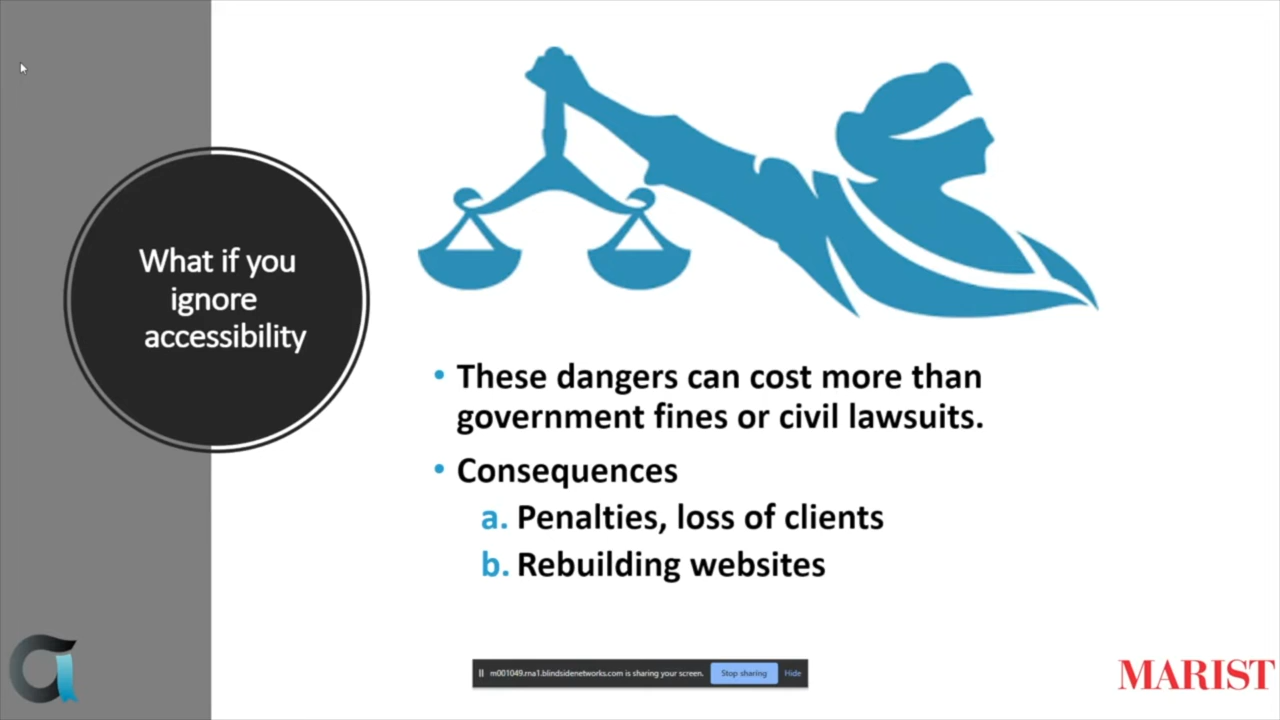 What if you
ignore
accessibility
• These dangers can cost more than
government fines or civil lawsuits.
• Consequences
a. Penalties, loss of clients
b. Rebuilding websites
m001049.rna1.blindsidenetworks.com is sharing your screen. Stop sharing Hide
MARIST